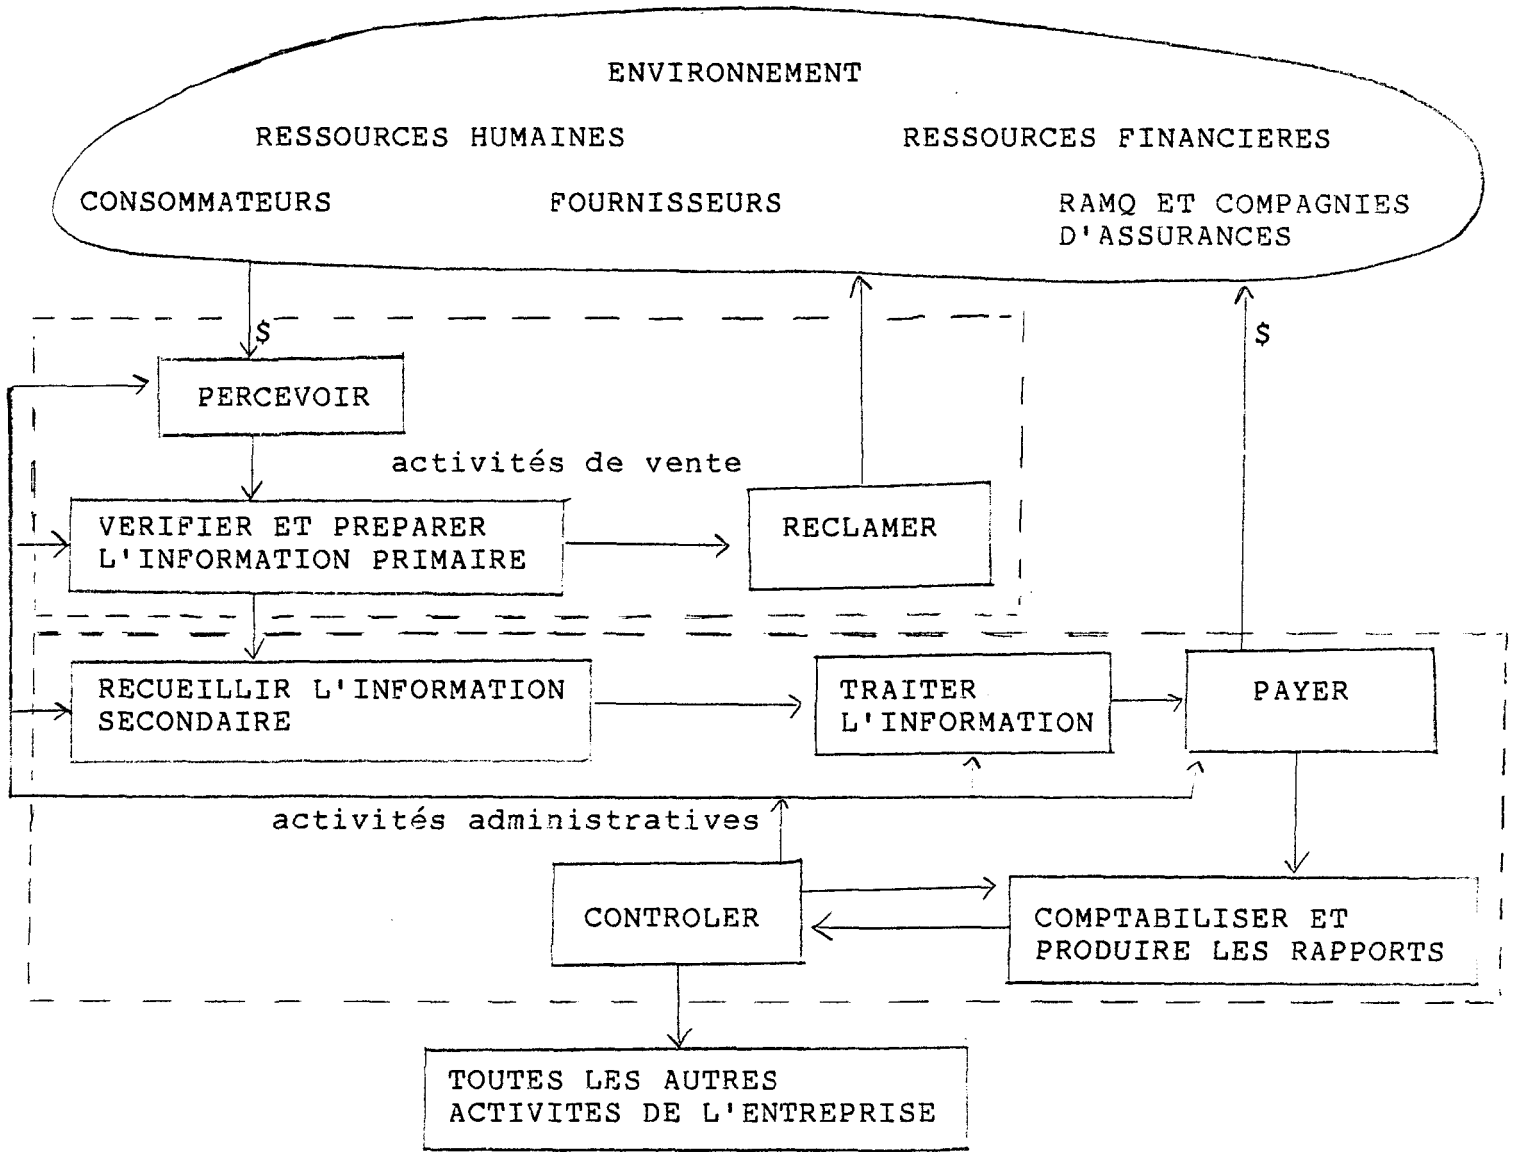 ENVIRONNEMENT
RESSOURCES HUMAINES
RESSOURCES FINANCIERES
CONSOMMATEURS
FOURNISSEURS
RAMQ ET COMPAGNIES
D'ASSURANCES
$
$
PERCEVOIR
activités de vente
VERIFIER ET PREPARER
L'INFORMATION PRIMAIRE
RECLAMER
RECUEILLIR L'INFORMATION
SECONDAIRE
TRAITER
L'INFORMATION
PAYER
activités administratives
CONTROLER
COMPTABILISER ET
PRODUIRE LES RAPPORTS
TOUTES LES AUTRES
ACTIVITES DE L'ENTREPRISE